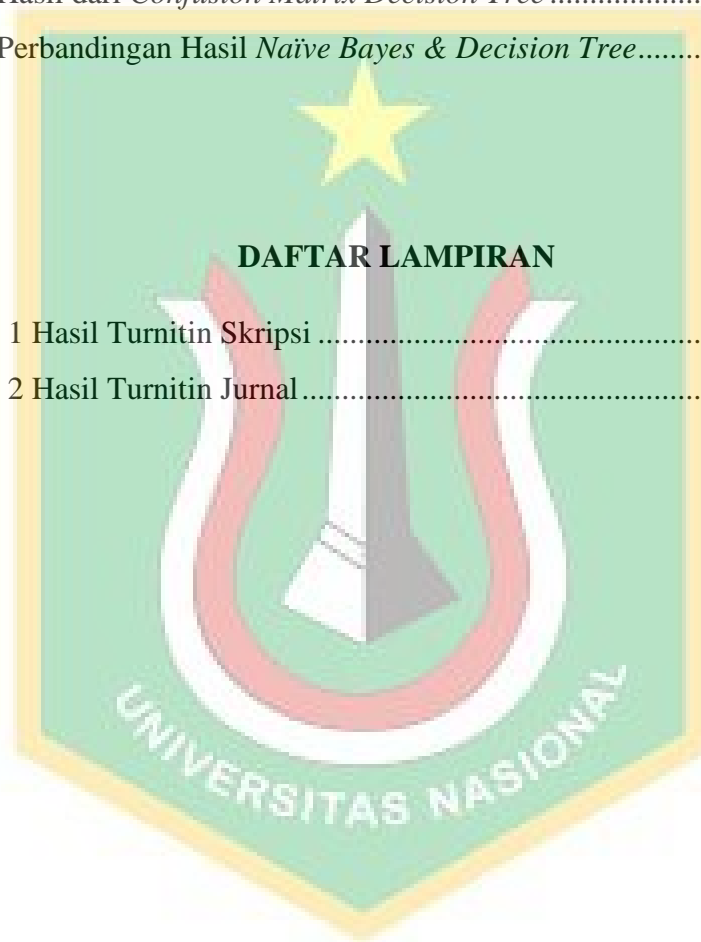 Hasil dari Confusion Matrix Decision Tree....................
Perbandingan Hasil Naïve Bayes & Decision Tree........
DAFTAR LAMPIRAN
1 Hasil Turnitin Skripsi ................................................
2 Hasil Turnitin Jurnal..................................................
UNIVERSITAS NASIONAL